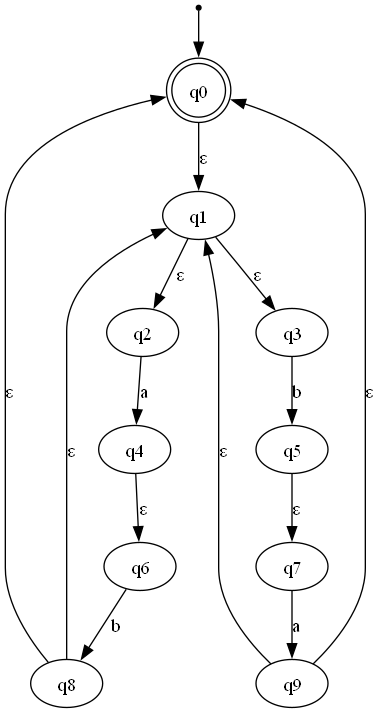 q0
ε
q1
ε ε
q2 q3
ε ε a b
q4 q5
ε ε ε ε
q6 q7
b a
q8 q9